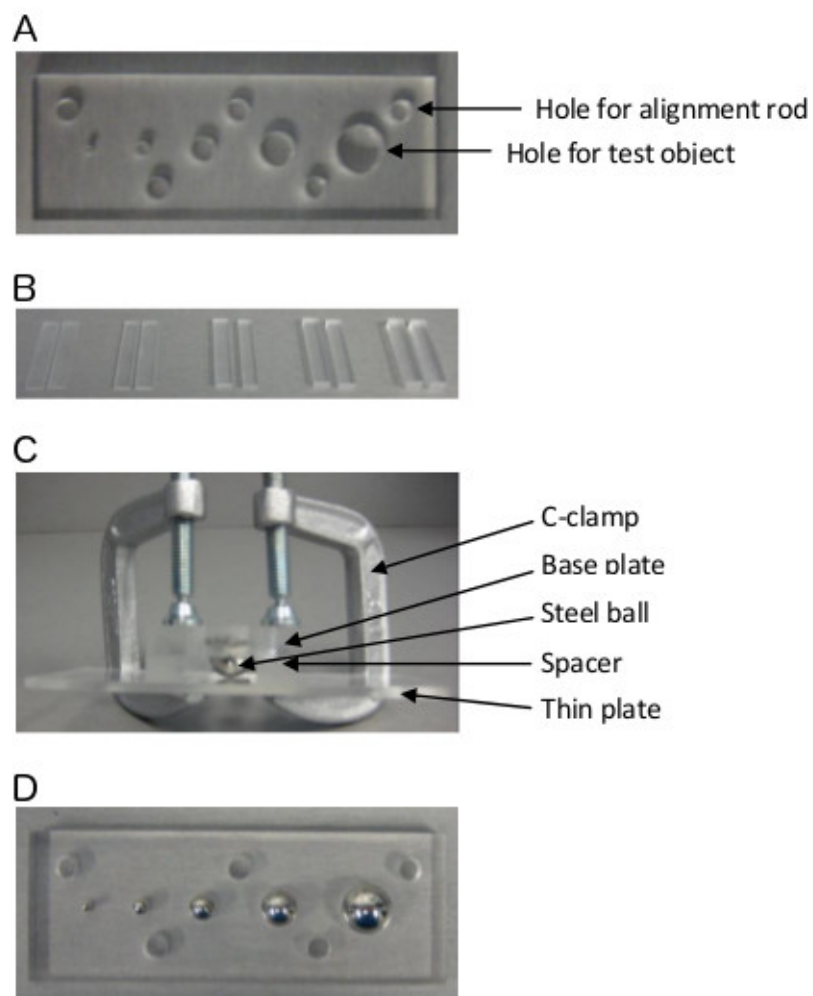 A
Hole for alignment rod
Hole for test object
B
C
C-clamp
Base plate
Steel ball
Spacer
Thin plate
D